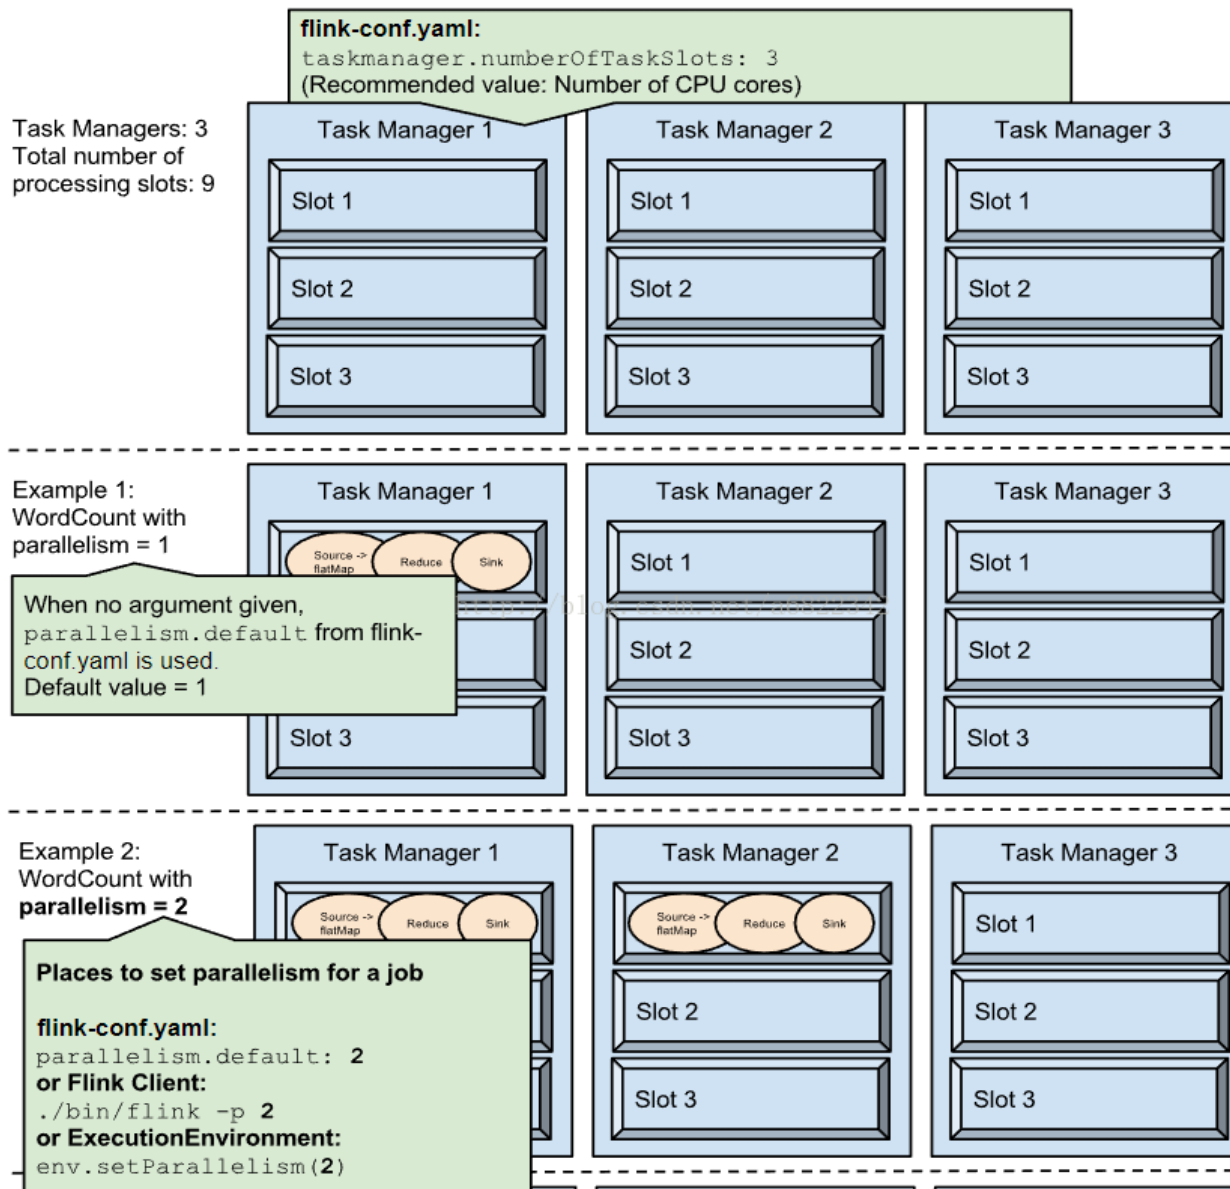 flink-conf.yaml:
taskmanager.numberOfTaskSlots: 3
(Recommended value: Number of CPU cores)
Task Managers: 3
Total number of
processing slots: 9
Task Manager 1
Slot 1
Slot 2
Slot 3
Task Manager 2
Slot 1
Slot 2
Slot 3
Task Manager 3
Slot 1
Slot 2
Slot 3
Example 1:
WordCount with
parallelism = 1
When no argument given,
parallelism.default from flink-
conf.yaml is used.
Default value = 1
Task Manager 1
Source ->
flatMap
Reduce
Sink
Slot 3
Task Manager 2
Slot 1
Slot 2
Slot 3
Task Manager 3
Slot 1
Slot 2
Slot 3
Example 2:
WordCount with
parallelism = 2
Places to set parallelism for a job
flink-conf.yaml:
parallelism.default: 2
or Flink Client:
./bin/flink -p 2
or ExecutionEnvironment:
env.setParallelism(2)
Task Manager 1
Source ->
flatMap
Reduce
Sink
Task Manager 2
Source ->
flatMap
Reduce
Sink
Slot 2
Slot 3
Task Manager 3
Slot 1
Slot 2
Slot 3